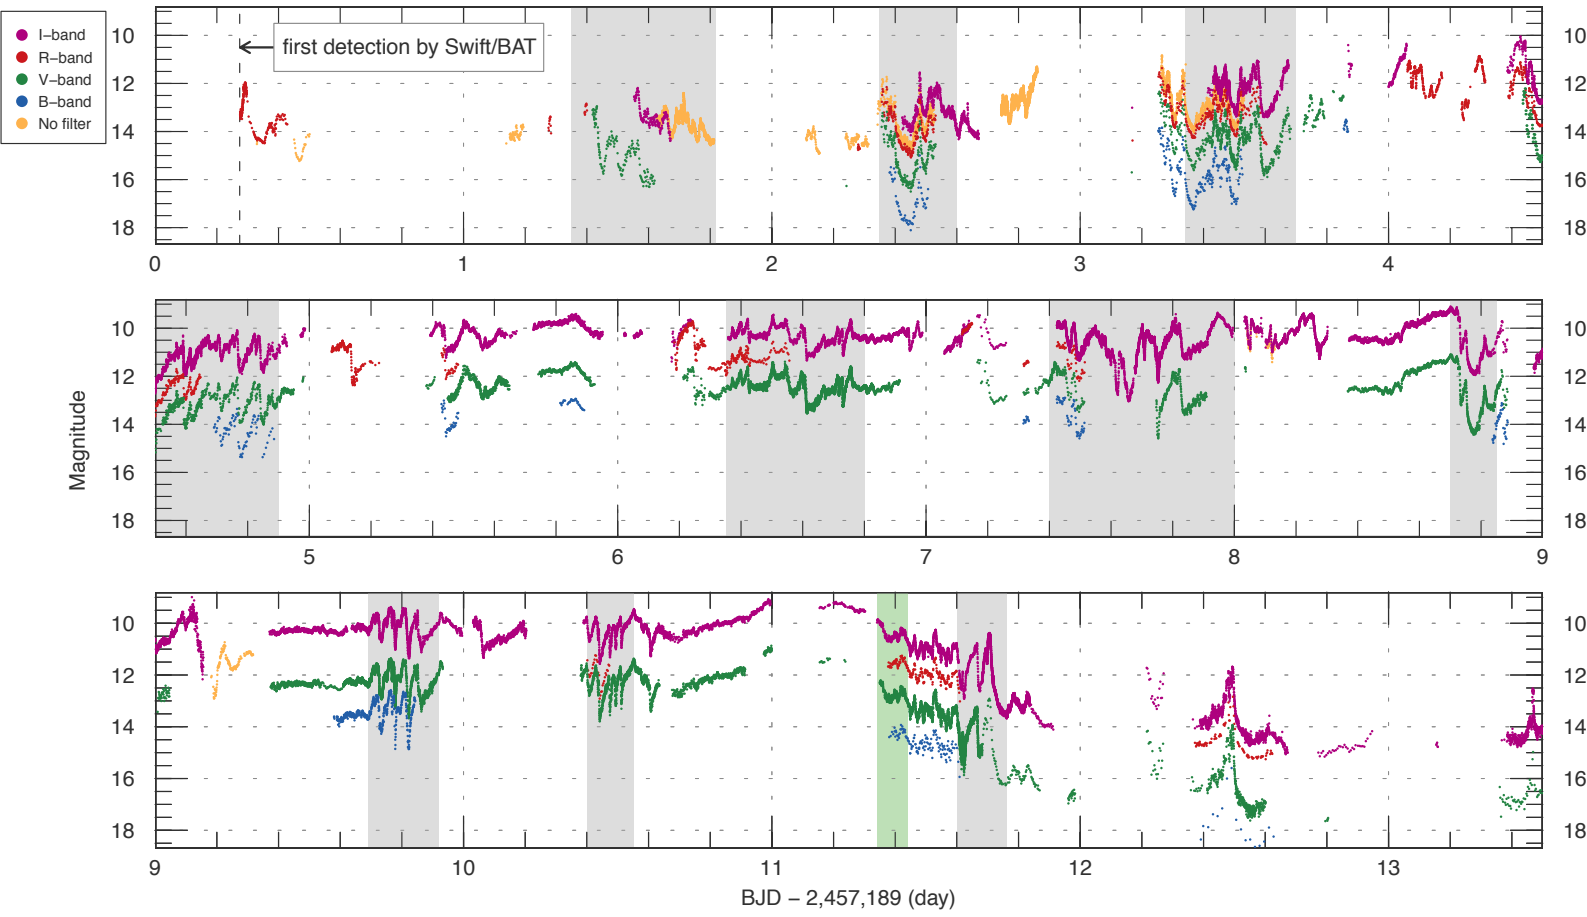 I−band
R−band
V−band
B−band
No filter
first detection by Swift/BAT
10 10
12 12
14 14
16 16
18 18
0 1 2 3 4
10 10
12 12
14 14
16 16
18 18
5 6 7 8 9
Magnitude
10 10
12 12
14 14
16 16
18 18
9 10 11 12 13
BJD − 2,457,189 (day)